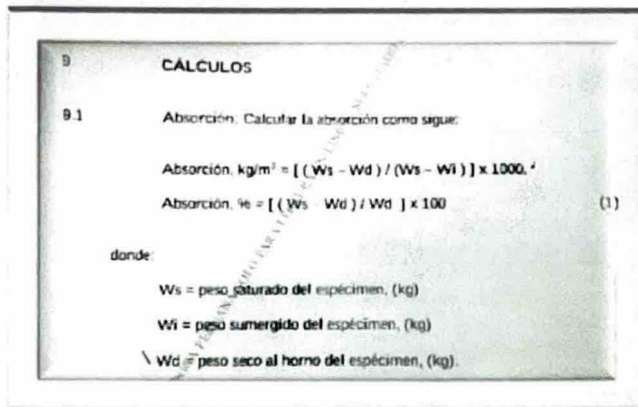 9 CÁLCULOS
9.1 Absorción. Calcular la absorción como sigue:
Absorción, kg/m³ = [ ( Ws – Wd ) / (Ws – Wi ) ] x 1000,
Absorción, % = [ ( Ws Wd ) / Wd ] x 100 (1)
donde:
Ws = peso saturado del espécimen, (kg)
Wi = peso sumergido del espécimen, (kg)
Wd = peso seco al horno del espécimen, (kg).